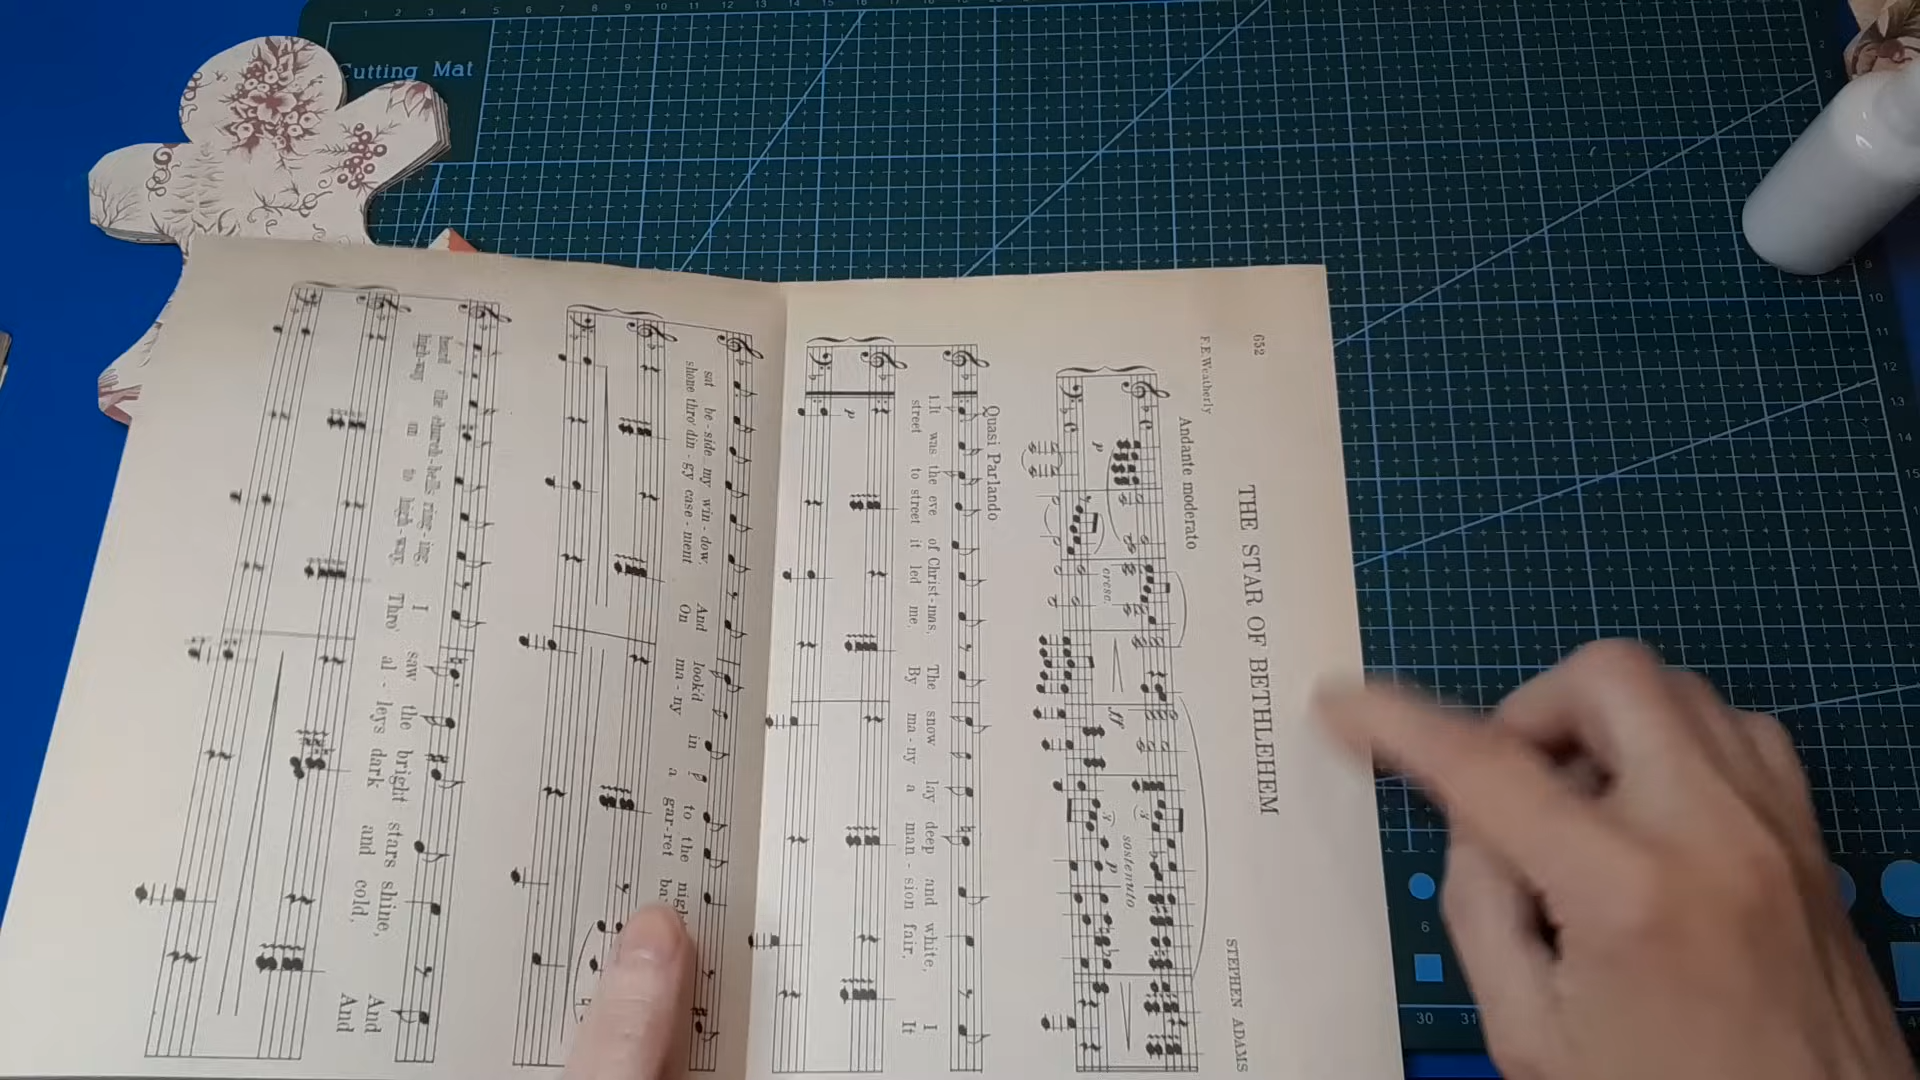 Cutting Mat
652
THE STAR OF BETHLEHEM
F. E. Weatherly
STEPHEN ADAMS
Andante moderato
p
cresc.
ff
p
sostenuto
Quasi Parlando
1. It was the eve of Christ-mas, The snow lay deep and white, I
street to street it led me, By ma-ny a man-sion fair, It
p
sat be-side my win-dow, And look'd in to the
shone thro' din-gy case-ment On ma-ny a gar-ret
heard the church-bells ring-ing, I saw the bright stars shine, And
high-way on to high-way, Thro' al-leys dark and cold, And